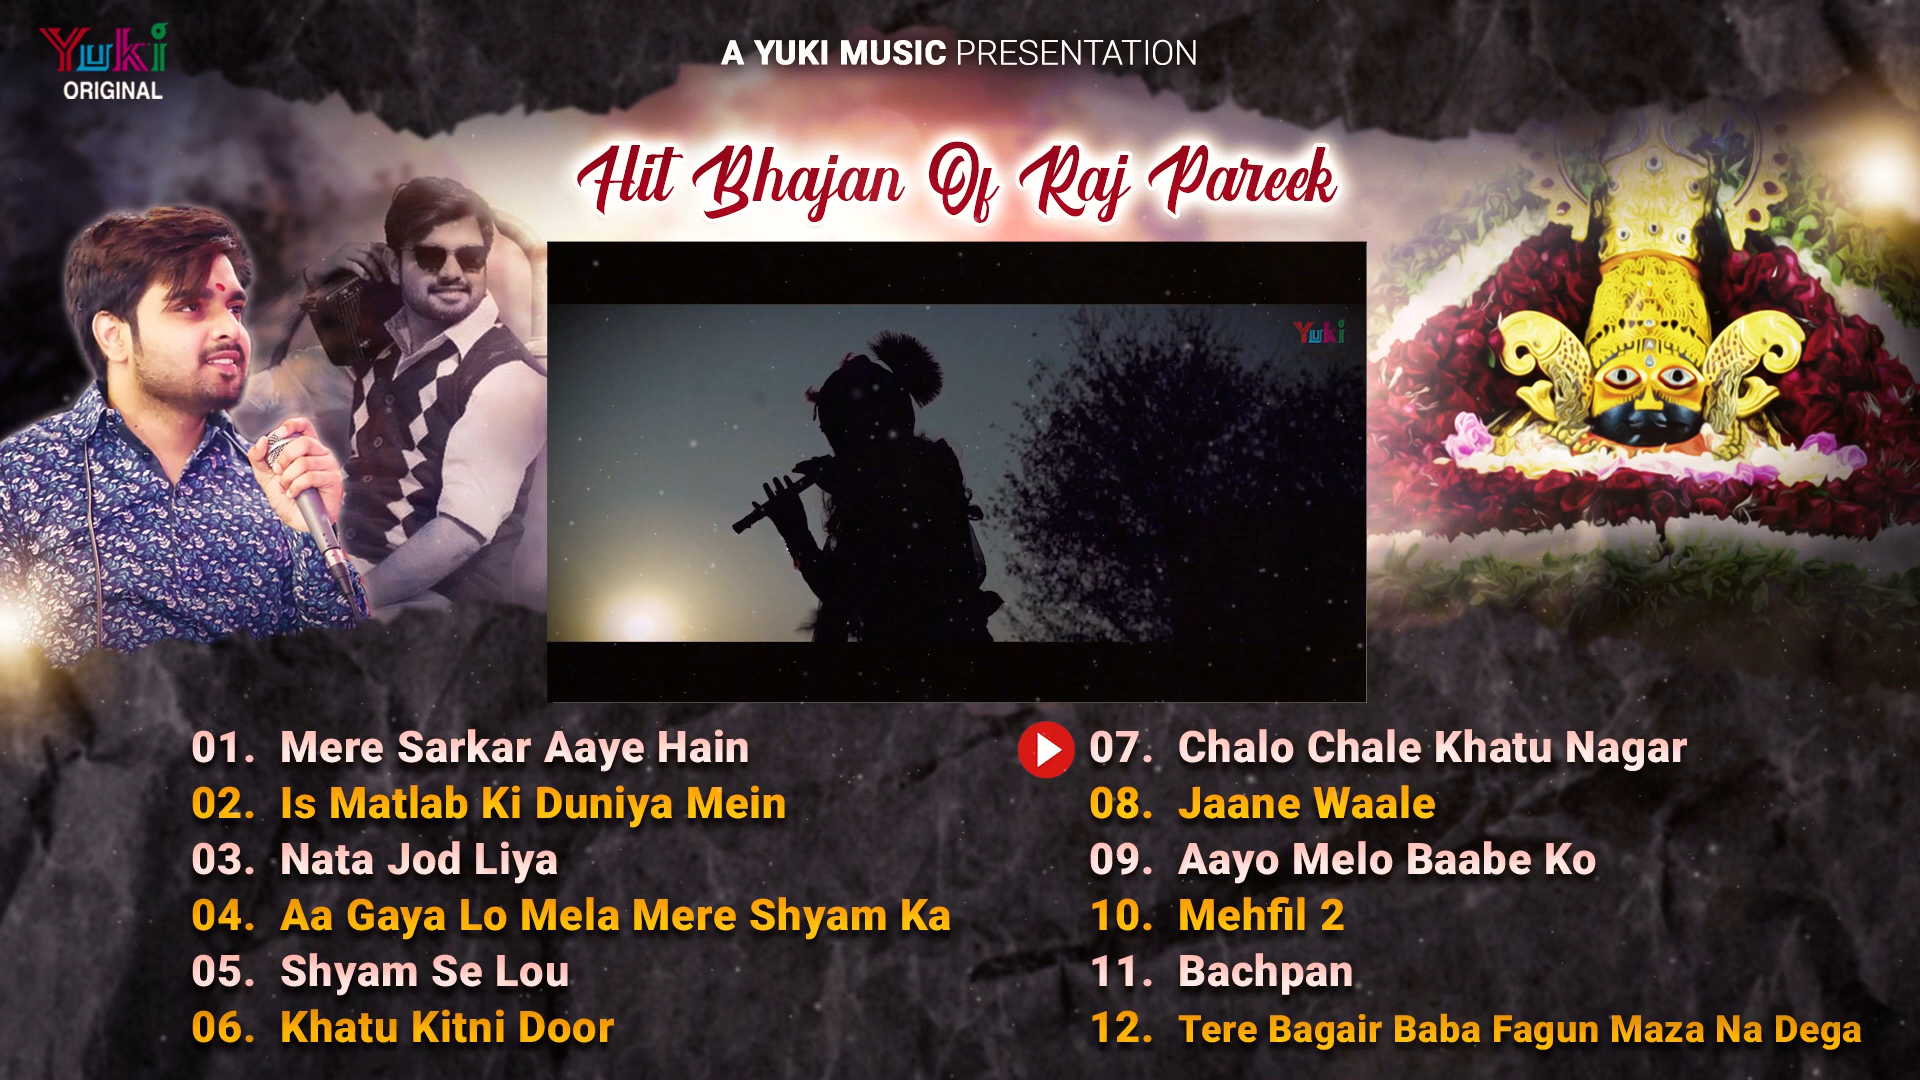 Yuki
ORIGINAL
A YUKI MUSIC PRESENTATION
Hit Bhajan Of Raj Pareek
Yuki
01. Mere Sarkar Aaye Hain
02. Is Matlab Ki Duniya Mein
03. Nata Jod Liya
04. Aa Gaya Lo Mela Mere Shyam Ka
05. Shyam Se Lou
06. Khatu Kitni Door
07. Chalo Chale Khatu Nagar
08. Jaane Waale
09. Aayo Melo Baabe Ko
10. Mehfil 2
11. Bachpan
12. Tere Bagair Baba Fagun Maza Na Dega